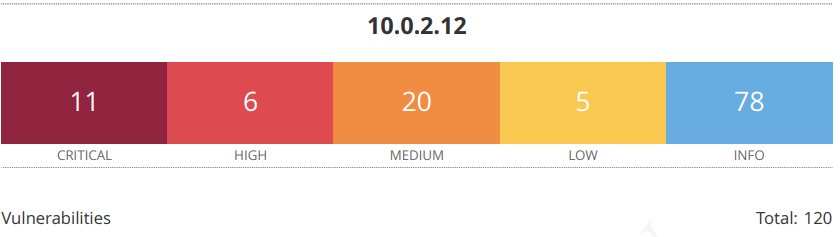 10.0.2.12
11 6 20 5 78
CRITICAL HIGH MEDIUM LOW INFO
Vulnerabilities Total: 120